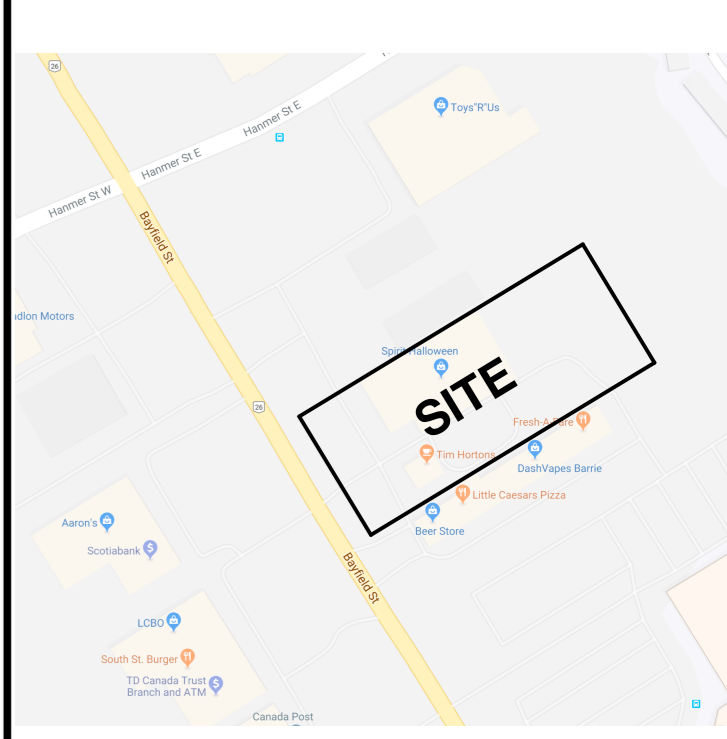 26
Toys"R"Us
Hanmer St E
Hanmer St E
Hanmer St W
Bayfield St
dlon Motors
Spirit Halloween
SITE
26
Fresh-A-
Tim Hortons
DashVapes Barrie
Little Caesars Pizza
Beer Store
Aaron's
Scotiabank
Bayfield St
LCBO
South St. Burger
TD Canada Trust
Branch and ATM
Canada Post